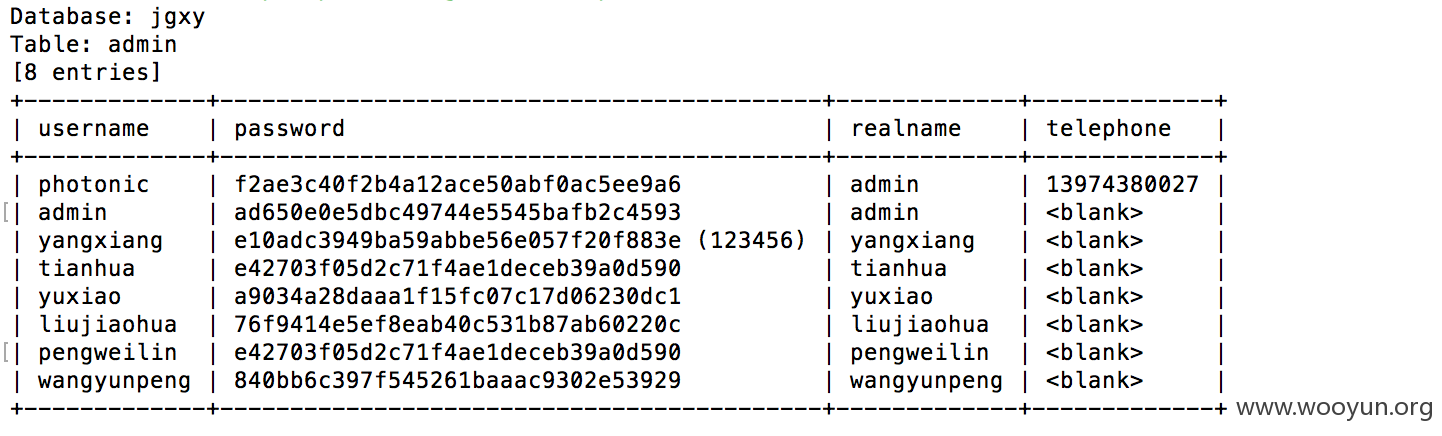 Database: jgxy
Table: admin
[8 entries]
+--------------+------------------------------------------+-------------+-------------+
| username | password | realname | telephone |
+--------------+------------------------------------------+-------------+-------------+
| photonic | f2ae3c40f2b4a12ace50abf0ac5ee9a6 | admin | 13974380027 |
[| admin | ad650e0e5dbc49744e5545bafb2c4593 | admin | <blank> |
| yangxiang | e10adc3949ba59abbe56e057f20f883e (123456) | yangxiang | <blank> |
| tianhua | e42703f05d2c71f4ae1deceb39a0d590 | tianhua | <blank> |
| yuxiao | a9034a28daaa1f15fc07c17d06230dc1 | yuxiao | <blank> |
| liujiaohua | 76f9414e5ef8eab40c531b87ab60220c | liujiaohua | <blank> |
[| pengweilin | e42703f05d2c71f4ae1deceb39a0d590 | pengweilin | <blank> |
| wangyunpeng | 840bb6c397f545261baaac9302e53929 | wangyunpeng | <blank> |
+--------------+------------------------------------------+-------------+-------------+
www.wooyun.org